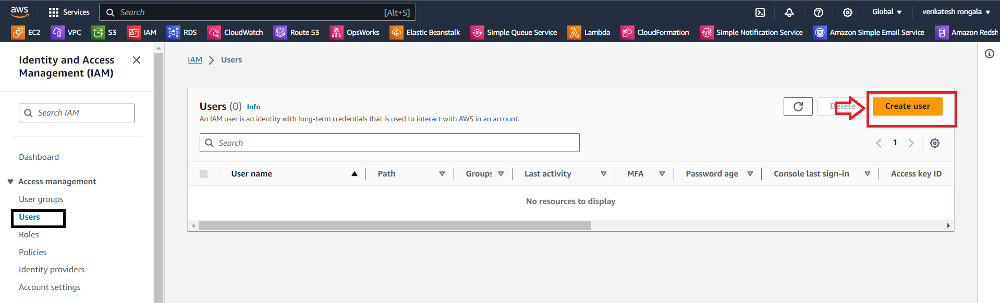 aws
Services
Search
[Alt+S]
Global
venkatesh rongala
EC2
VPC
S3
IAM
RDS
CloudWatch
Route 53
OpsWorks
Elastic Beanstalk
Simple Queue Service
Lambda
CloudFormation
Simple Notification Service
Amazon Simple Email Service
Amazon Redsh
Identity and Access
Management (IAM)
Search IAM
Dashboard
Access management
User groups
Users
Roles
Policies
Identity providers
Account settings
IAM
Users
Users (0) Info
An IAM user is an identity with long-term credentials that is used to interact with AWS in an account.
Delete
Create user
Search
1
User name
Path
Groups
Last activity
MFA
Password age
Console last sign-in
Access key ID
No resources to display